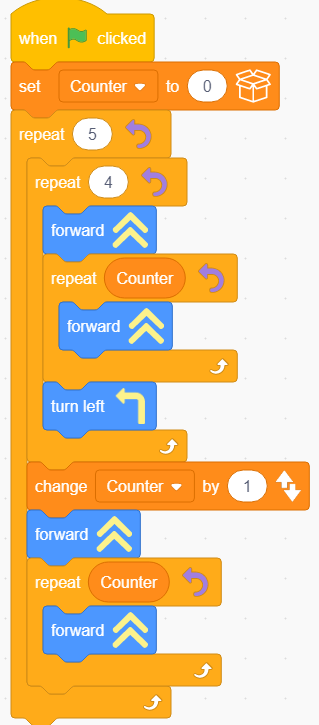 when clicked
set Counter to 0
repeat 5
repeat 4
forward
repeat Counter
forward
turn left
change Counter by 1
forward
repeat Counter
forward